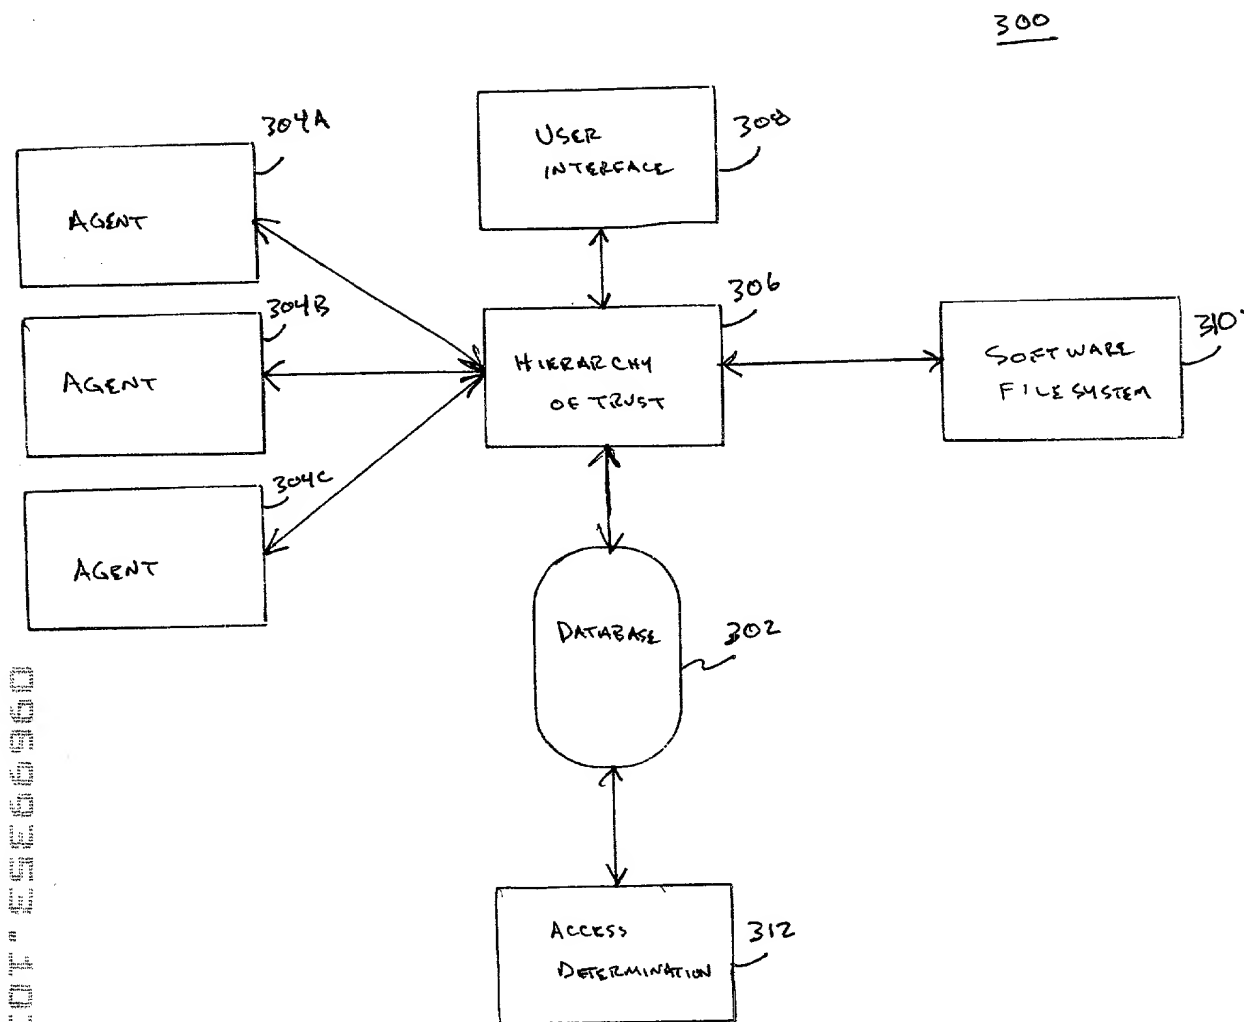 300
304A
AGENT
USER
INTERFACE
308
304B
AGENT
306
HIERARCHY
OF TRUST
SOFTWARE
FILE SYSTEM
310
304C
AGENT
DATABASE
302
ACCESS
DETERMINATION
312